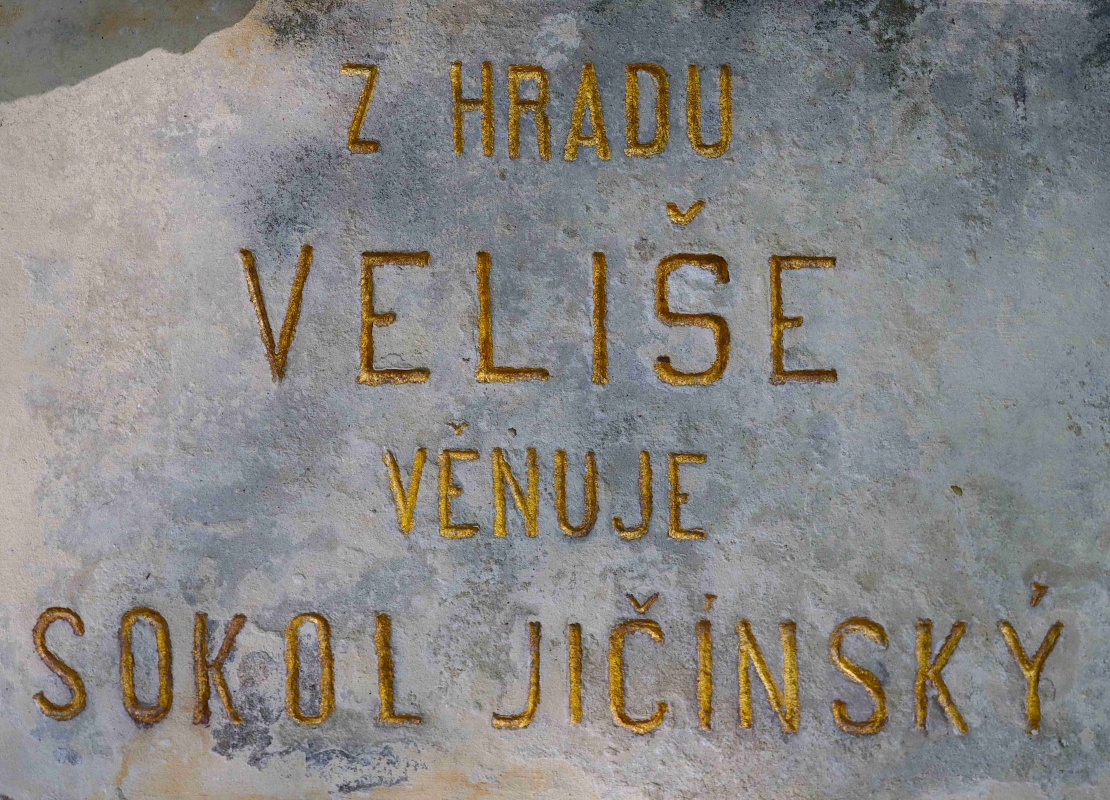 Z HRADU
VELIŠE
VĚNUJE
SOKOL JIČÍNSKÝ